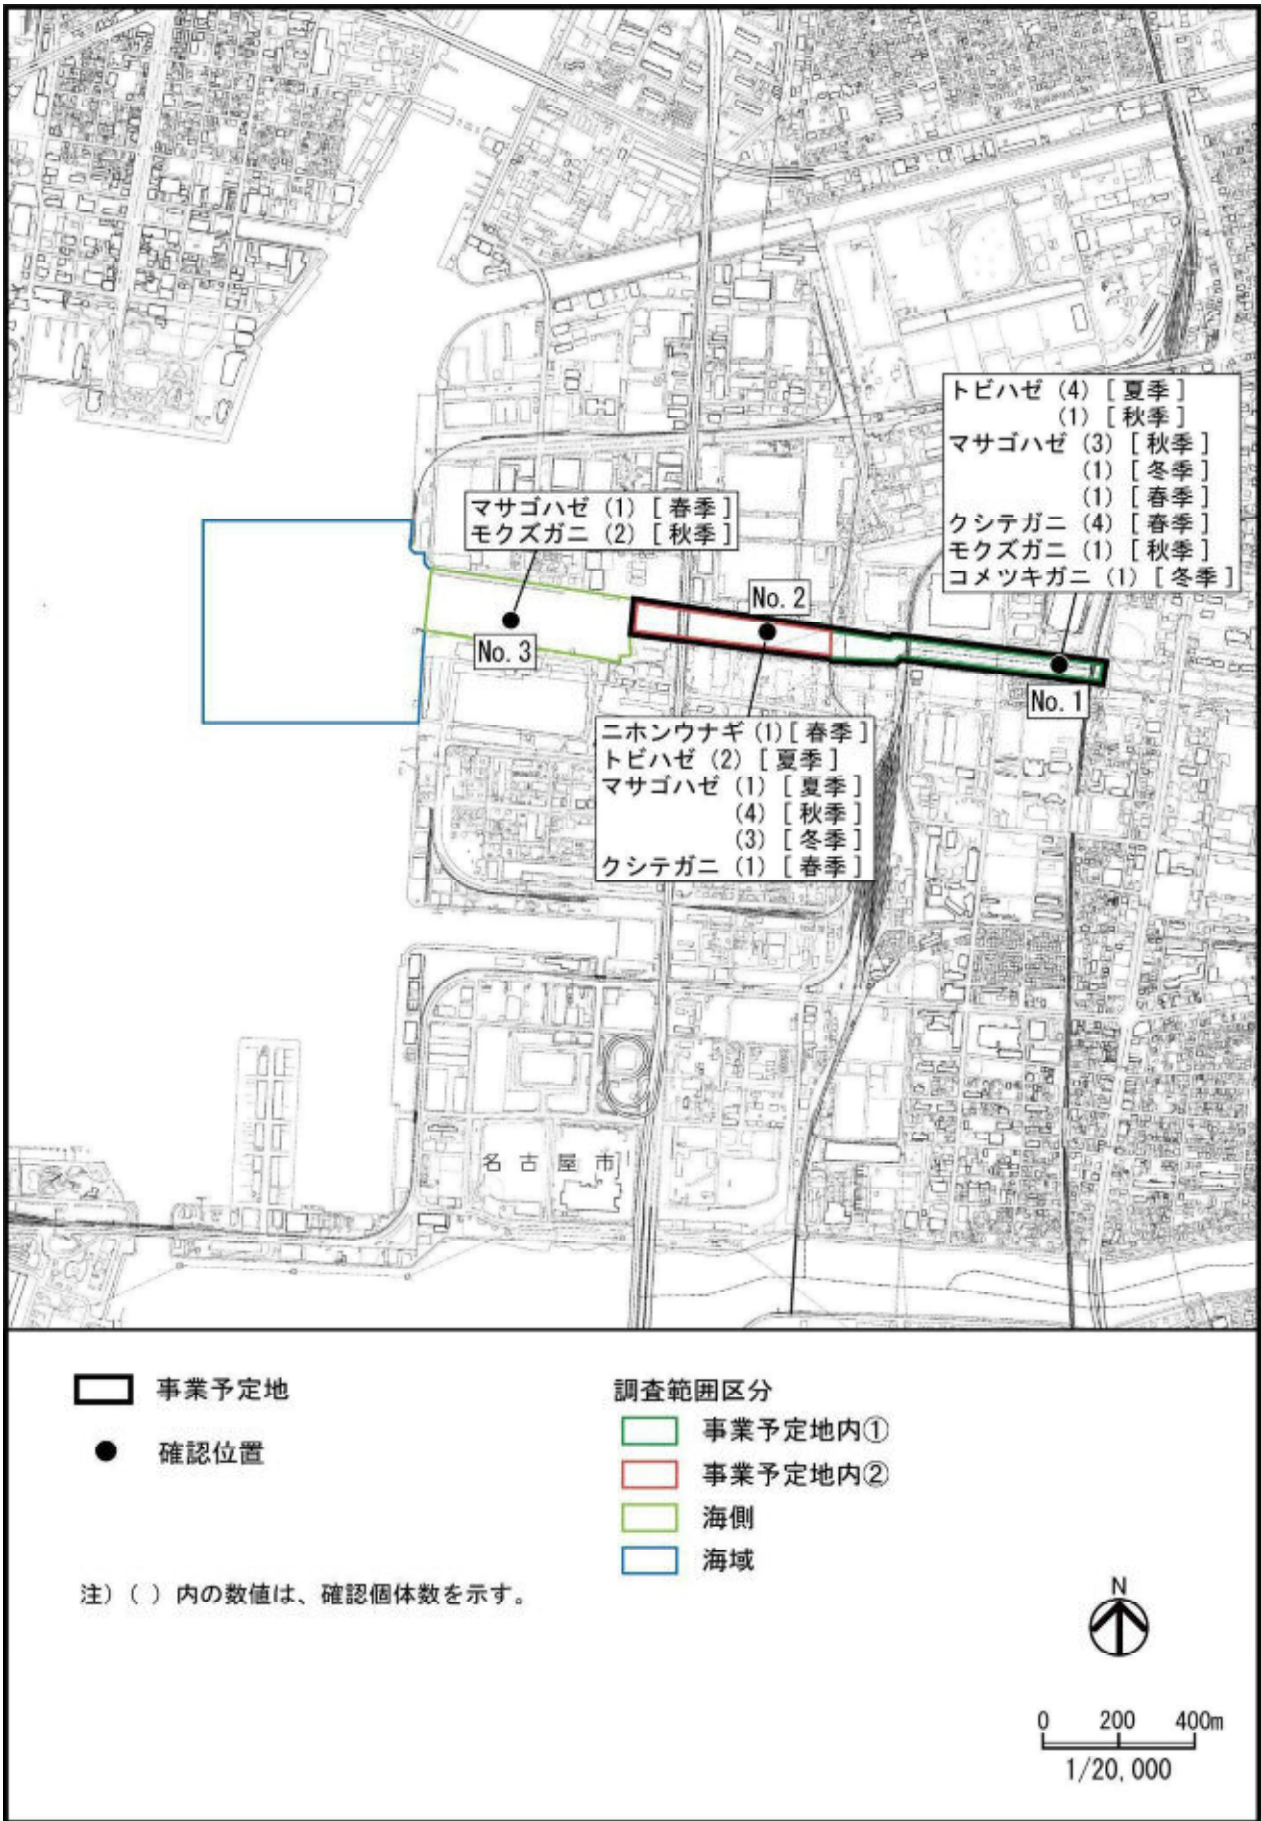 トビハゼ (4) [夏季]
(1) [秋季]
マサゴハゼ (3) [秋季]
(1) [冬季]
(1) [春季]
クシテガニ (4) [春季]
モクズガニ (1) [秋季]
コメツキガニ (1) [冬季]
マサゴハゼ (1) [春季]
モクズガニ (2) [秋季]
No. 2
No. 3
No. 1
ニホンウナギ (1) [春季]
トビハゼ (2) [夏季]
マサゴハゼ (1) [夏季]
(4) [秋季]
(3) [冬季]
クシテガニ (1) [春季]
名古屋市
事業予定地
確認位置
調査範囲区分
事業予定地内①
事業予定地内②
海側
海域
注) ( ) 内の数値は、確認個体数を示す。
N
0 200 400m
1/20,000